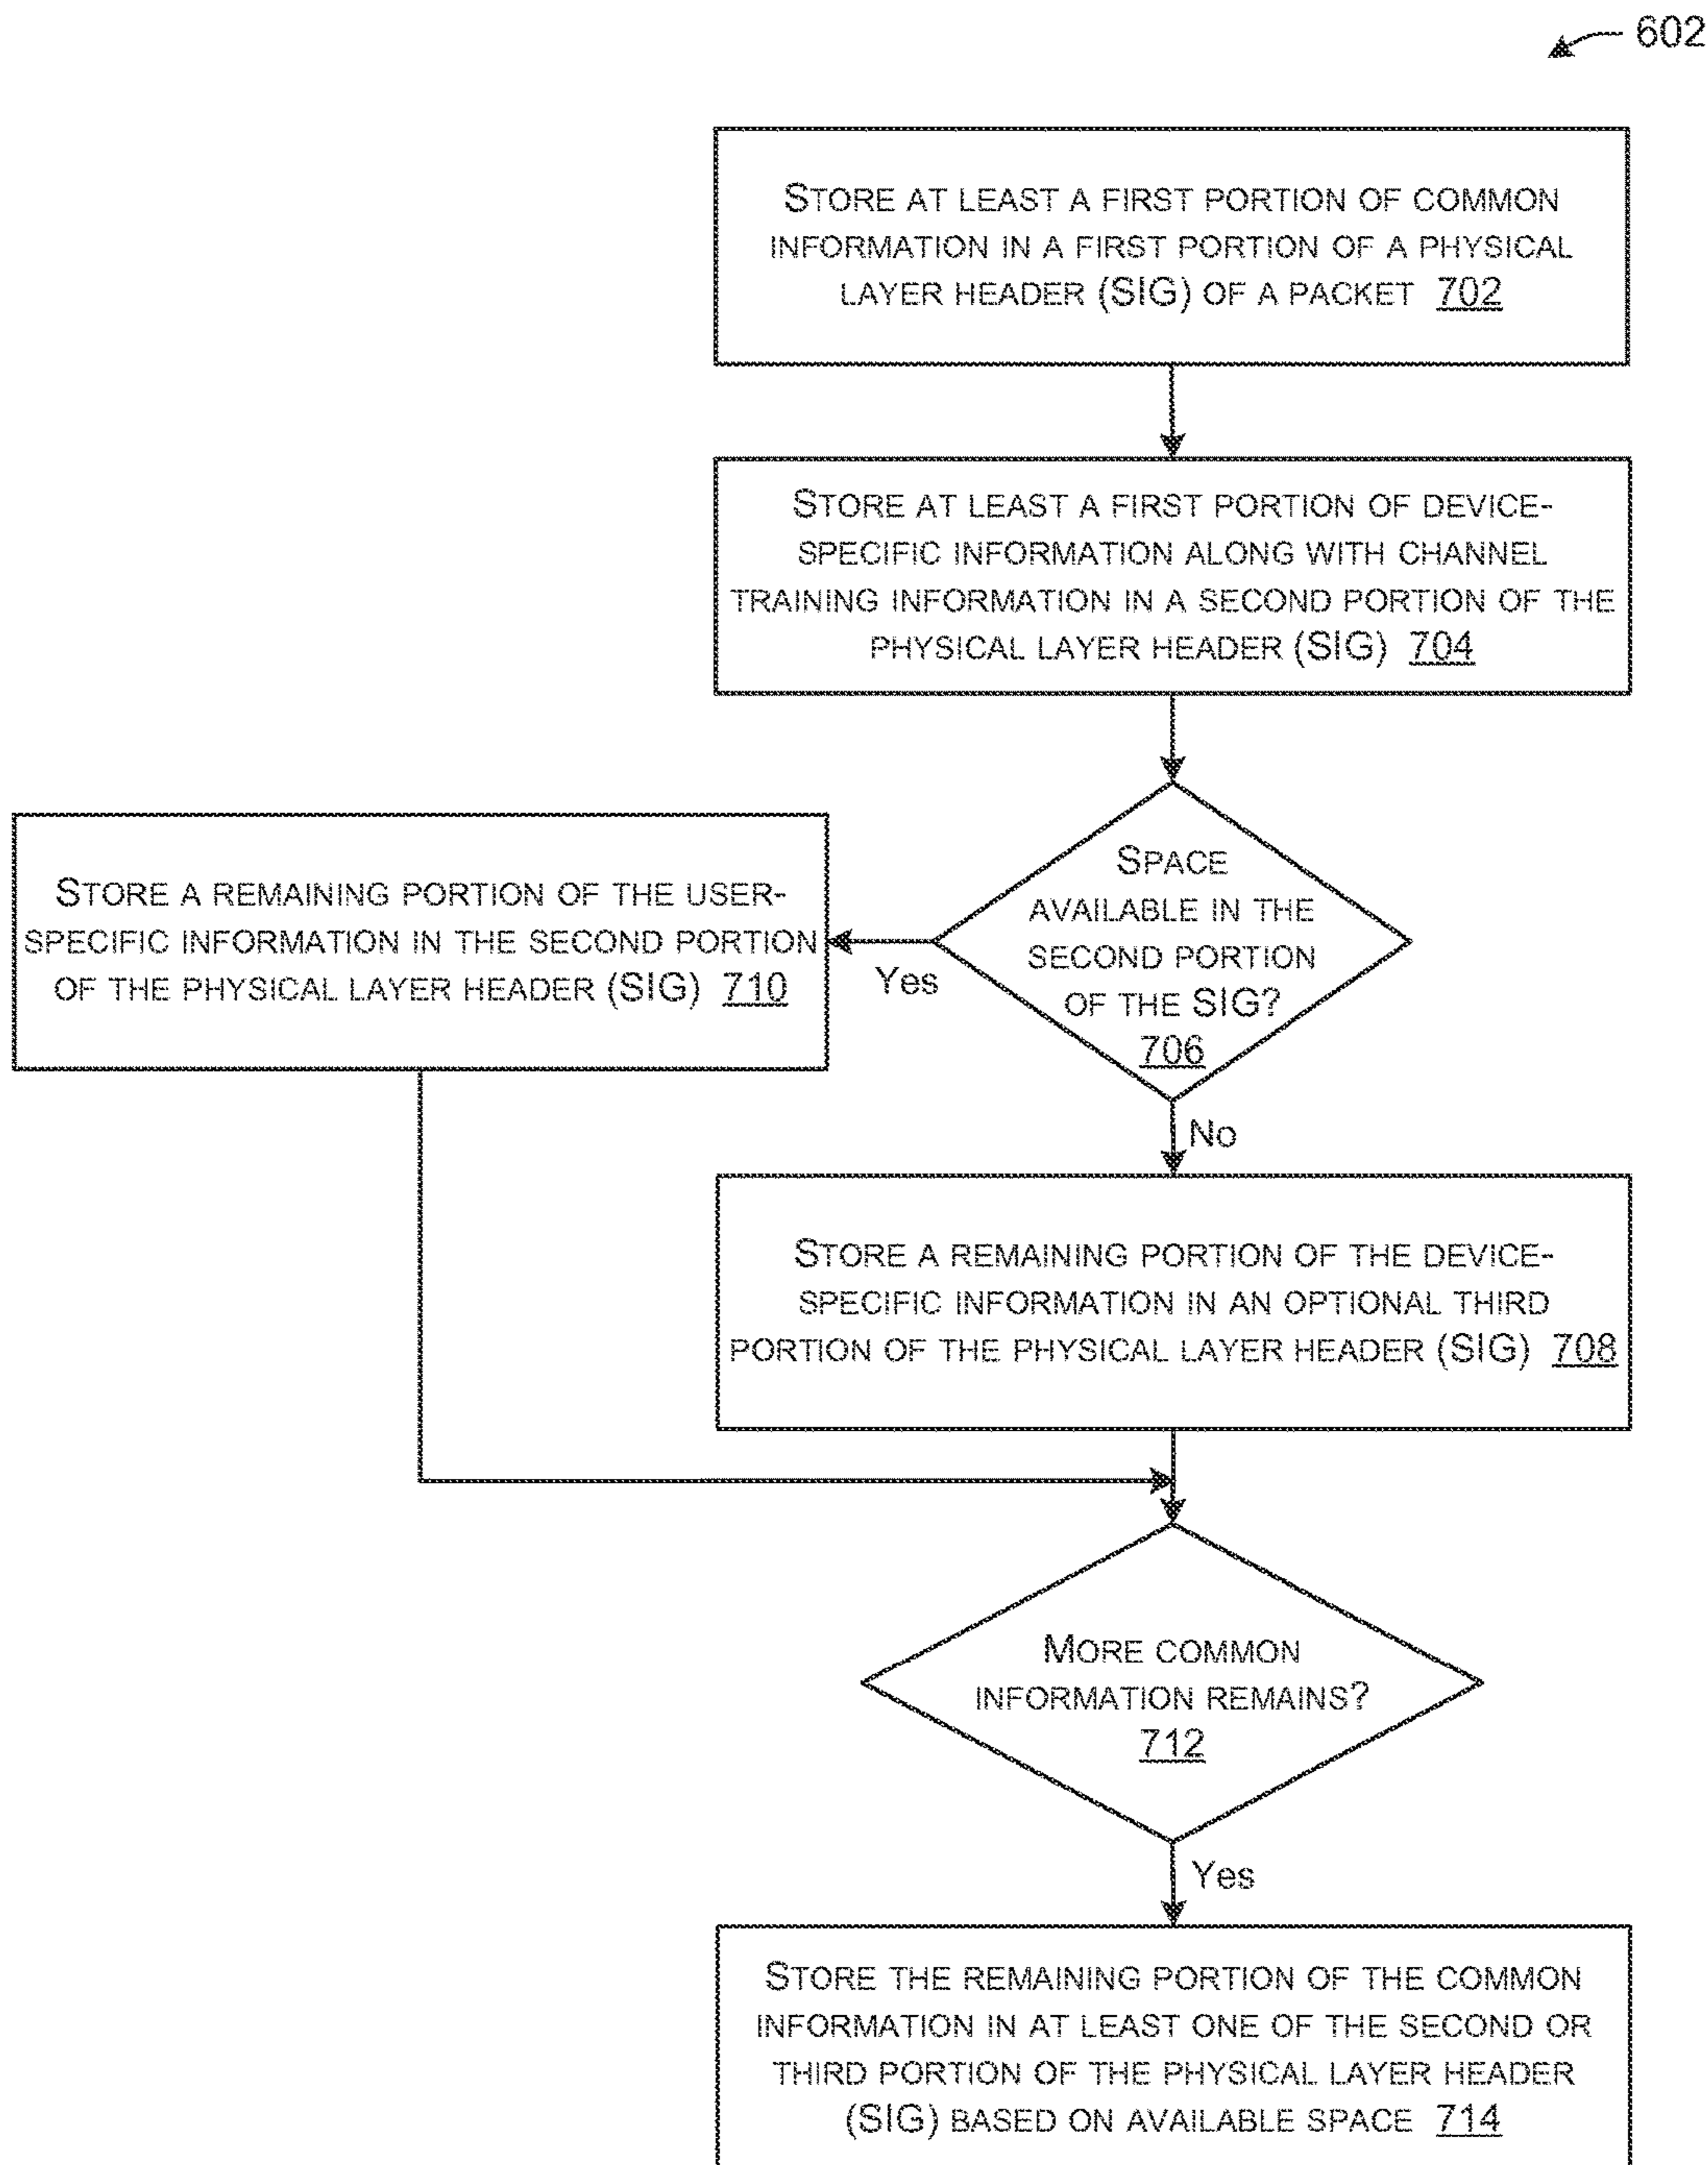 602
STORE AT LEAST A FIRST PORTION OF COMMON
INFORMATION IN A FIRST PORTION OF A PHYSICAL
LAYER HEADER (SIG) OF A PACKET 702
STORE AT LEAST A FIRST PORTION OF DEVICE-
SPECIFIC INFORMATION ALONG WITH CHANNEL
TRAINING INFORMATION IN A SECOND PORTION OF THE
PHYSICAL LAYER HEADER (SIG) 704
SPACE
AVAILABLE IN THE
SECOND PORTION
OF THE SIG?
706
Yes
STORE A REMAINING PORTION OF THE USER-
SPECIFIC INFORMATION IN THE SECOND PORTION
OF THE PHYSICAL LAYER HEADER (SIG) 710
No
STORE A REMAINING PORTION OF THE DEVICE-
SPECIFIC INFORMATION IN AN OPTIONAL THIRD
PORTION OF THE PHYSICAL LAYER HEADER (SIG) 708
MORE COMMON
INFORMATION REMAINS?
712
Yes
STORE THE REMAINING PORTION OF THE COMMON
INFORMATION IN AT LEAST ONE OF THE SECOND OR
THIRD PORTION OF THE PHYSICAL LAYER HEADER
(SIG) BASED ON AVAILABLE SPACE 714